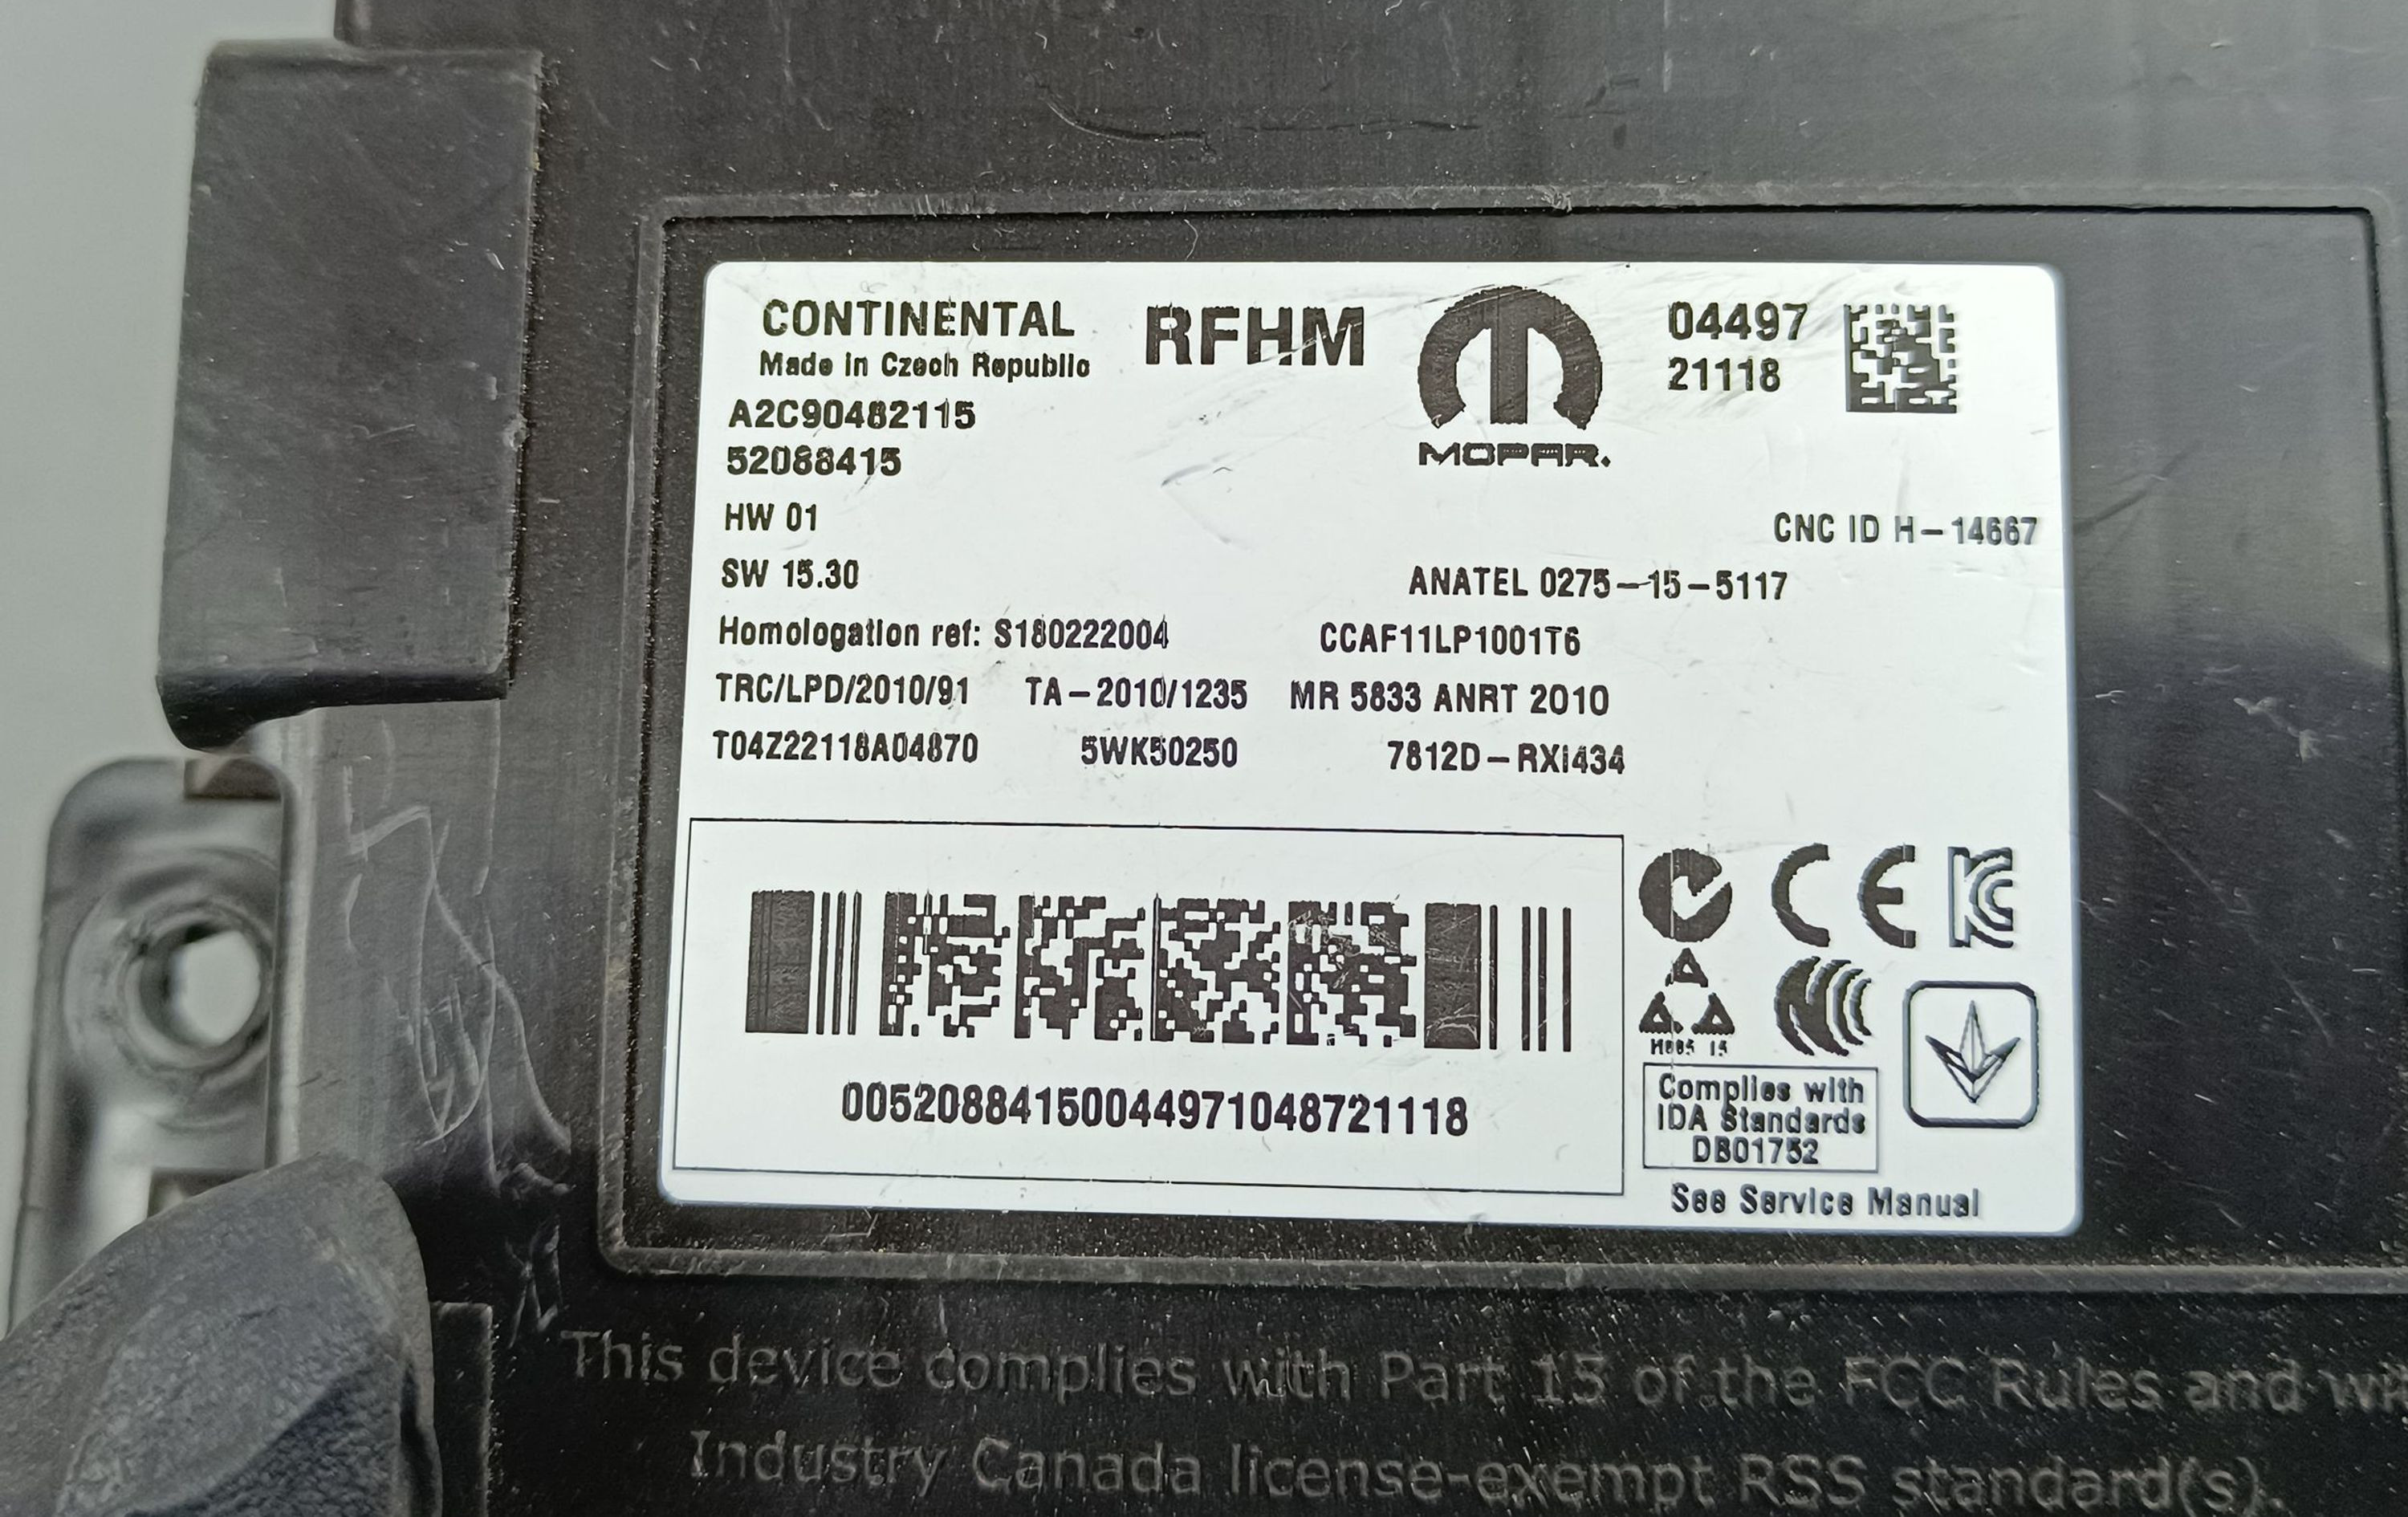 CONTINENTAL
Made in Czech Republic
RFHM
MOPAR.
04497
21118
A2C90482115
52088415
HW 01
CNC ID H-14667
SW 15.30
ANATEL 0275-15-5117
Homologation ref: S180222004 CCAF11LP1001T6
TRC/LPD/2010/91 TA-2010/1235 MR 5833 ANRT 2010
T04Z22118A04870 5WK50250 7812D-RXI434
00520884150044971048721118
CE
KC
15
Complies with
IDA Standards
DB01752
See Service Manual
This device complies with Part 15 of the FCC Rules and
Industry Canada license-exempt RSS standard(s).